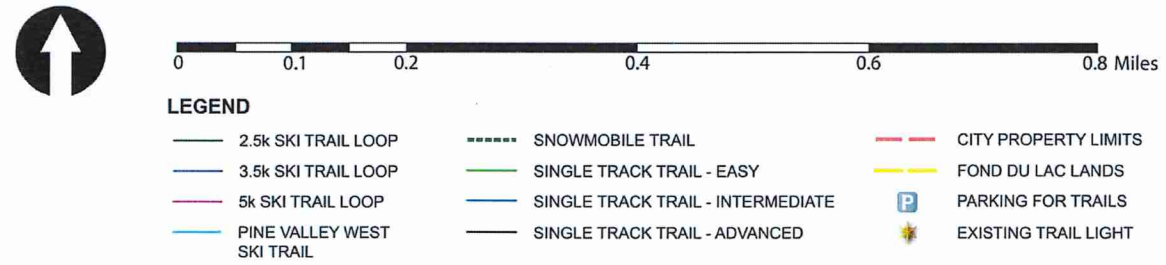 0 0.1 0.2 0.4 0.6 0.8 Miles
LEGEND
2.5k SKI TRAIL LOOP
3.5k SKI TRAIL LOOP
5k SKI TRAIL LOOP
PINE VALLEY WEST
SKI TRAIL
SNOWMOBILE TRAIL
SINGLE TRACK TRAIL - EASY
SINGLE TRACK TRAIL - INTERMEDIATE
SINGLE TRACK TRAIL - ADVANCED
CITY PROPERTY LIMITS
FOND DU LAC LANDS
P PARKING FOR TRAILS
EXISTING TRAIL LIGHT